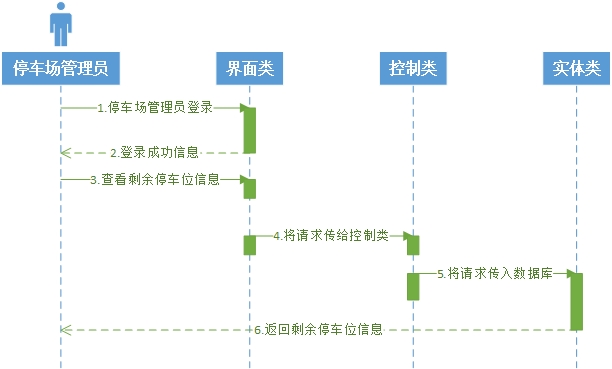 停车场管理员
界面类
控制类
实体类
1.停车场管理员登录
2.登录成功信息
3.查看剩余停车位信息
4.将请求传给控制类
5.将请求传入数据库
6.返回剩余停车位信息